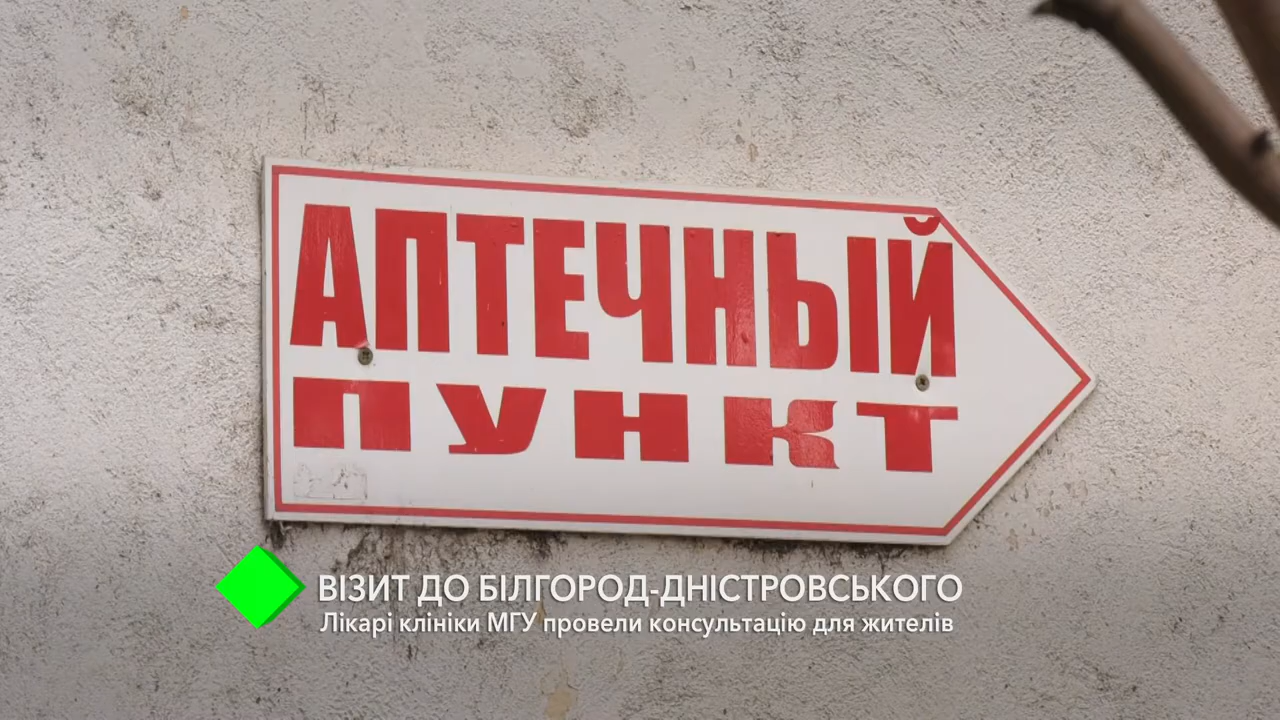 АПТЕЧНЫЙ
ПУНКТ
ВІЗИТ ДО БІЛГОРОД-ДНІСТРОВСЬКОГО
Лікарі клініки МГУ провели консультацію для жителів